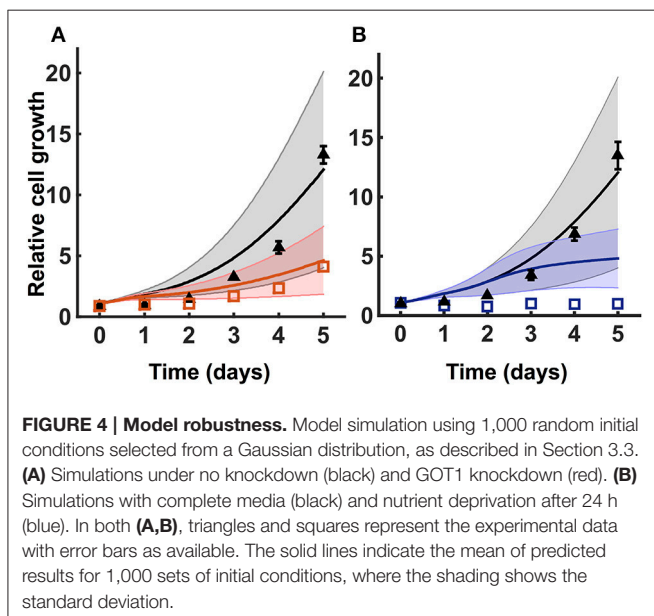 A B
Relative cell growth
20
15
10
5
0
0 1 2 3 4 5
Time (days)
20
15
10
5
0
0 1 2 3 4 5
Time (days)
FIGURE 4 | Model robustness. Model simulation using 1,000 random initial
conditions selected from a Gaussian distribution, as described in Section 3.3.
(A) Simulations under no knockdown (black) and GOT1 knockdown (red). (B)
Simulations with complete media (black) and nutrient deprivation after 24 h
(blue). In both (A,B), triangles and squares represent the experimental data
with error bars as available. The solid lines indicate the mean of predicted
results for 1,000 sets of initial conditions, where the shading shows the
standard deviation.